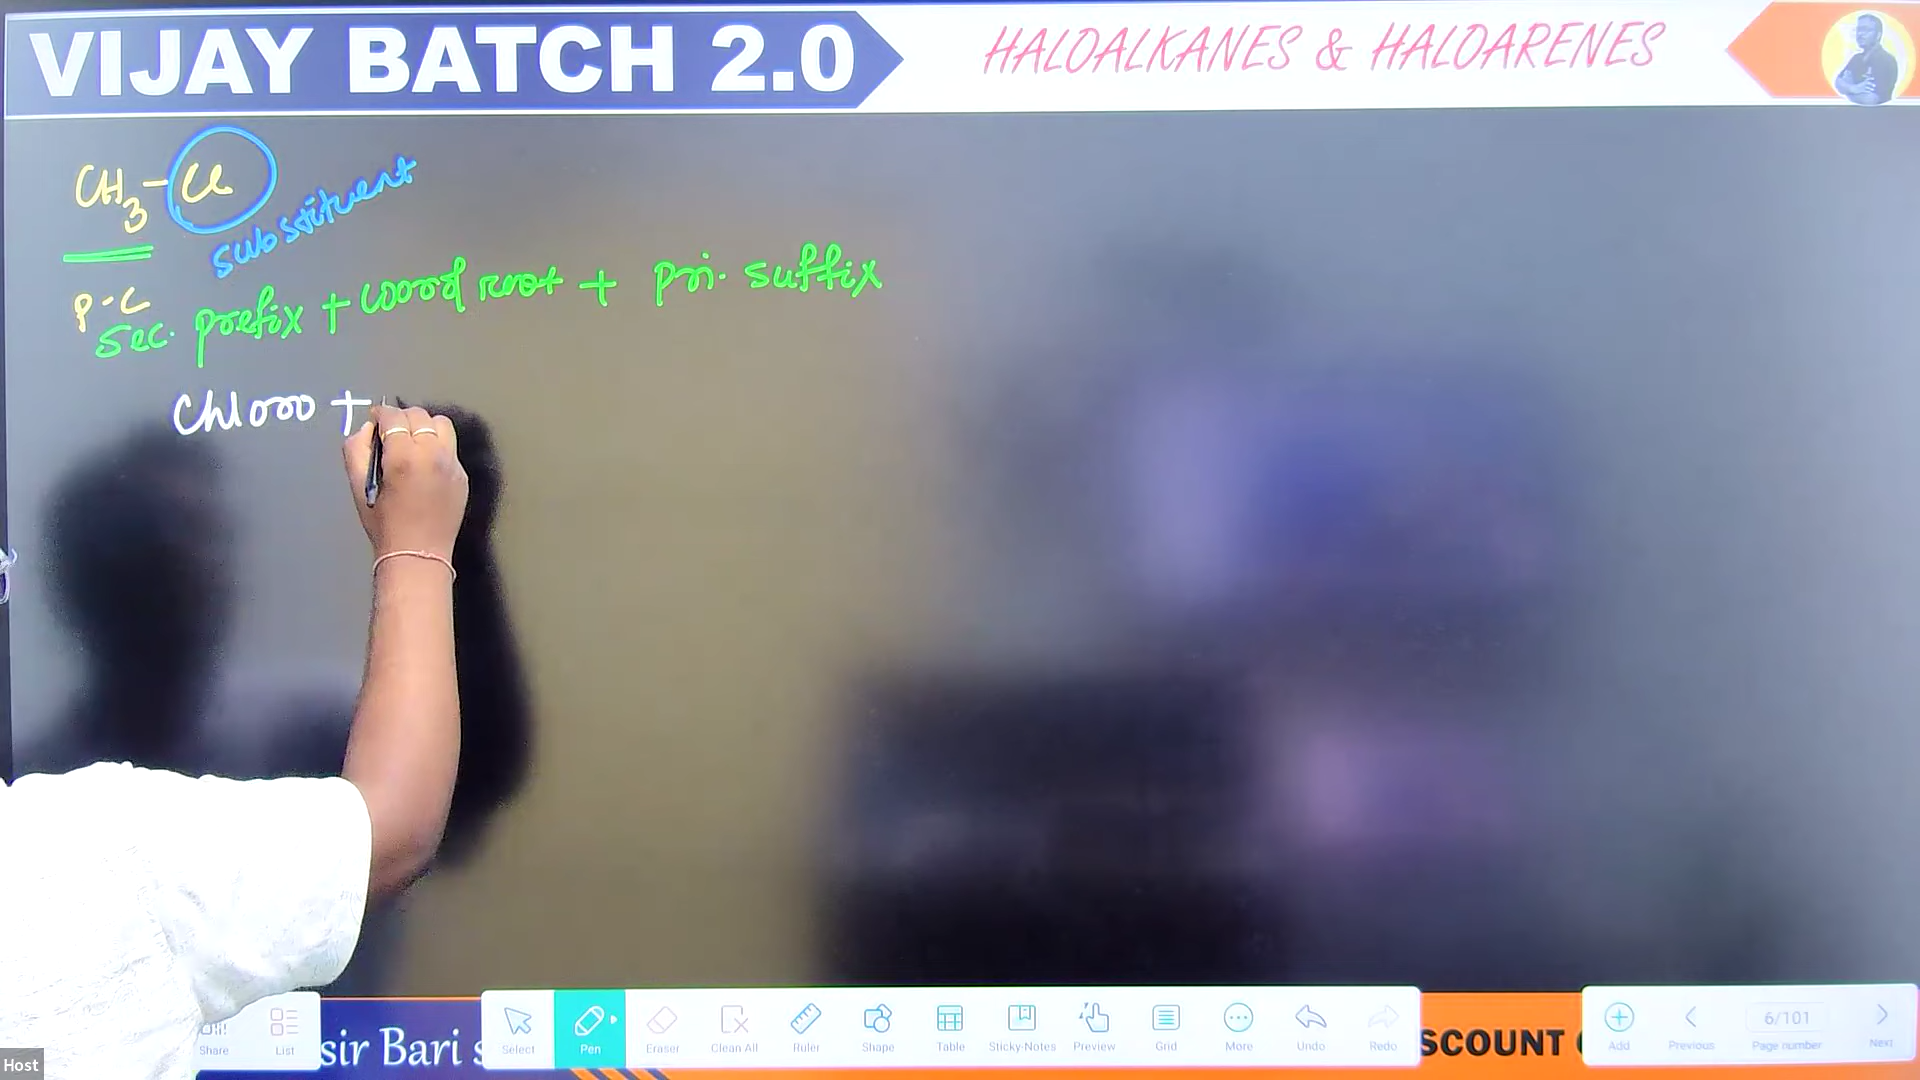 VIJAY BATCH 2.0
HALOALKANES & HALOARENES
CH3-Cl
substituent
P-C
Sec. prefix + word root + pri. suffix
Chloro +
sir Bari s
SCOUNT
Share
List
Select
Pen
Eraser
Clean All
Ruler
Shape
Table
Sticky-Notes
Preview
Grid
More
Undo
Redo
Add
Previous
6/101
Page number
Next
Host